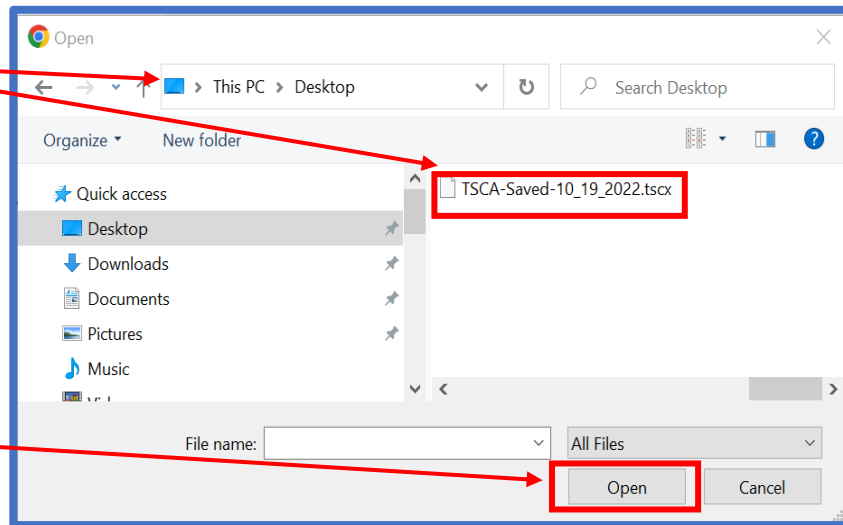 Open
This PC > Desktop
Search Desktop
Organize
New folder
Quick access
TSCA-Saved-10_19_2022.tscx
Desktop
Downloads
Documents
Pictures
Music
File name:
All Files
Open
Cancel